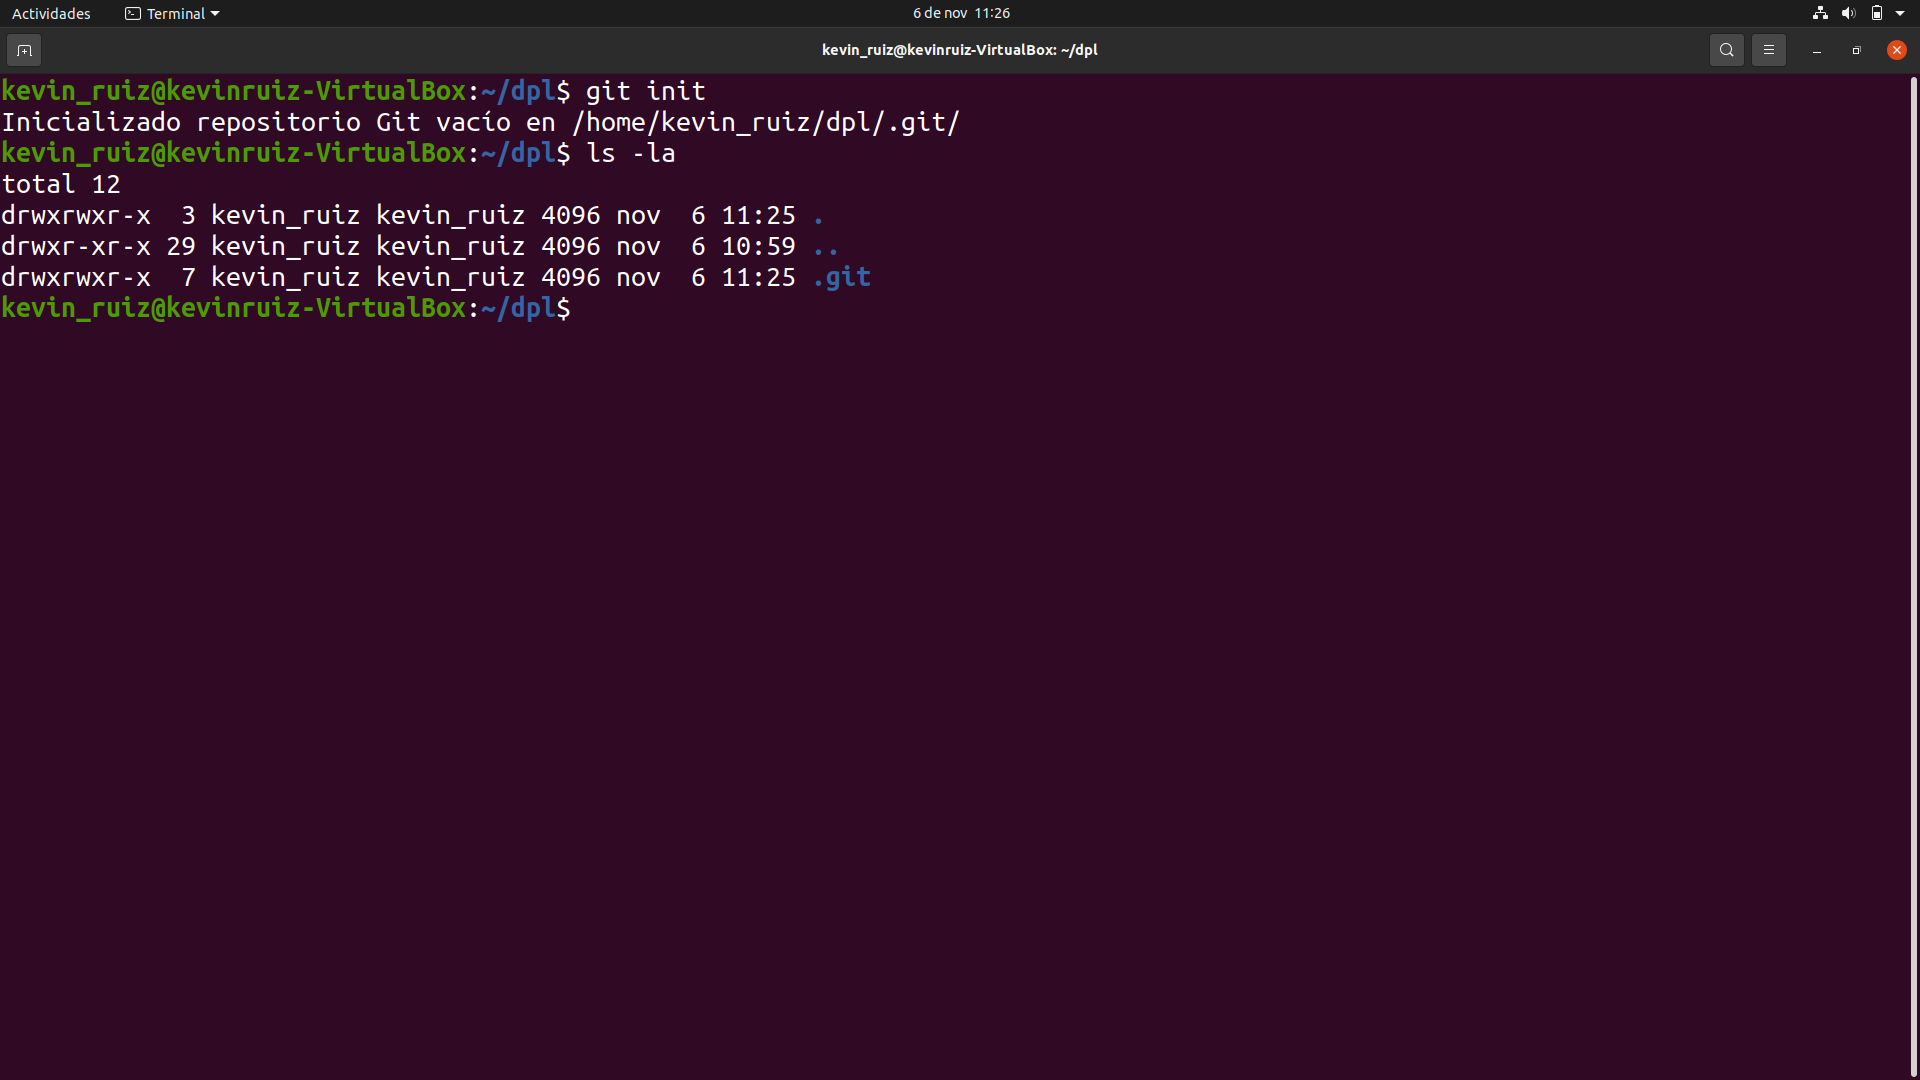 Actividades Terminal 6 de nov 11:26
kevin_ruiz@kevinruiz-VirtualBox: ~/dpl
kevin_ruiz@kevinruiz-VirtualBox:~/dpl$ git init
Inicializado repositorio Git vacío en /home/kevin_ruiz/dpl/.git/
kevin_ruiz@kevinruiz-VirtualBox:~/dpl$ ls -la
total 12
drwxrwxr-x  3 kevin_ruiz kevin_ruiz 4096 nov  6 11:25 .
drwxr-xr-x 29 kevin_ruiz kevin_ruiz 4096 nov  6 10:59 ..
drwxrwxr-x  7 kevin_ruiz kevin_ruiz 4096 nov  6 11:25 .git
kevin_ruiz@kevinruiz-VirtualBox:~/dpl$